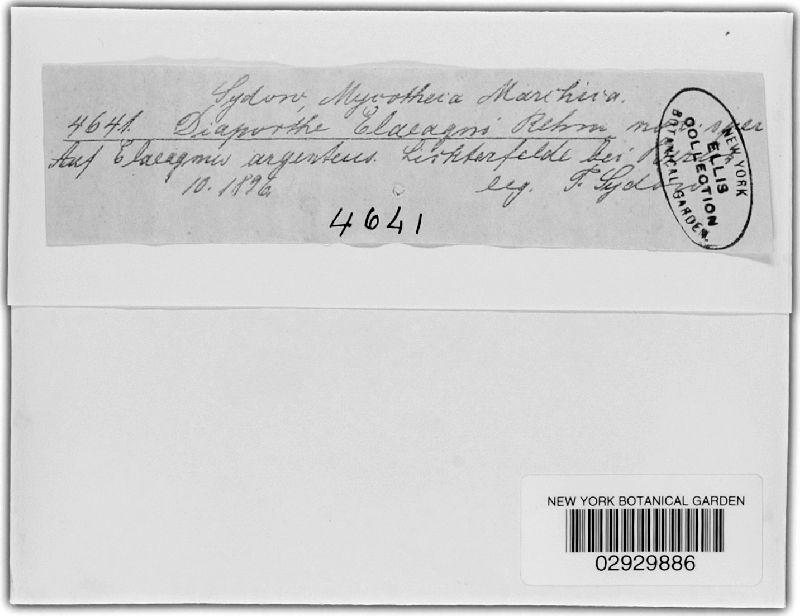 Sydow, Mycotheca Marchica.
4641. Diaporthe Elaeagni Rehm nov. spec
Auf Elaeagnus argenteus. Lichterfelde bei Berlin
10. 1896. leg. P. Sydow
4641
NEW YORK
BOTANICAL GARDEN.
ELLIS
COLLECTION
NEW YORK BOTANICAL GARDEN
02929886